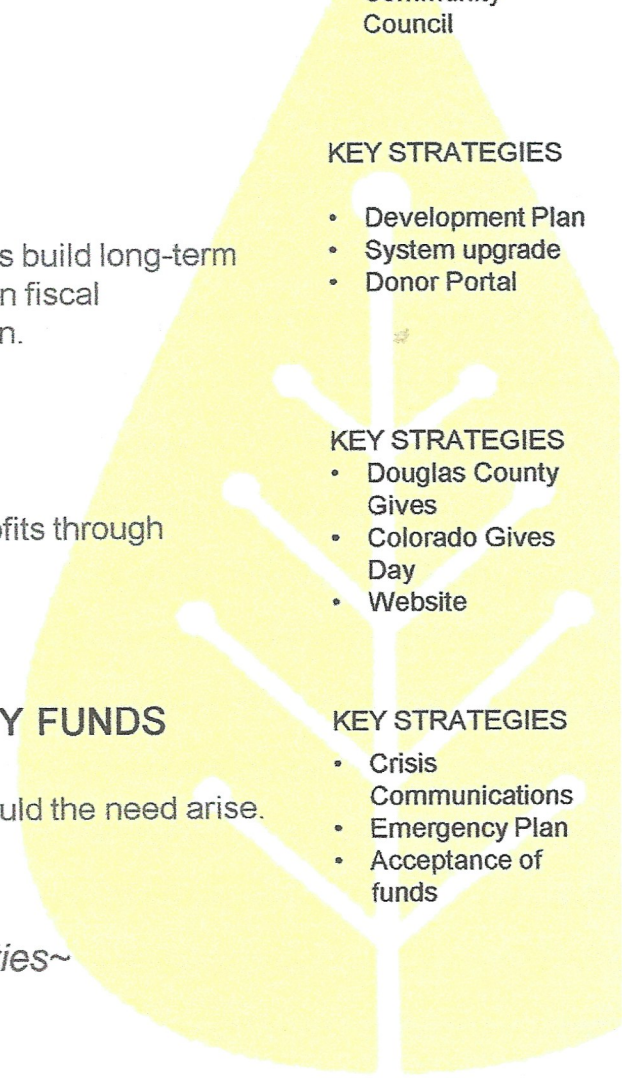 Council
KEY STRATEGIES
• Development Plan
• System upgrade
• Donor Portal
s build long-term
n fiscal
n.
KEY STRATEGIES
• Douglas County
Gives
• Colorado Gives
Day
• Website
ofits through
Y FUNDS
uld the need arise.
KEY STRATEGIES
• Crisis
Communications
• Emergency Plan
• Acceptance of
funds
ies~